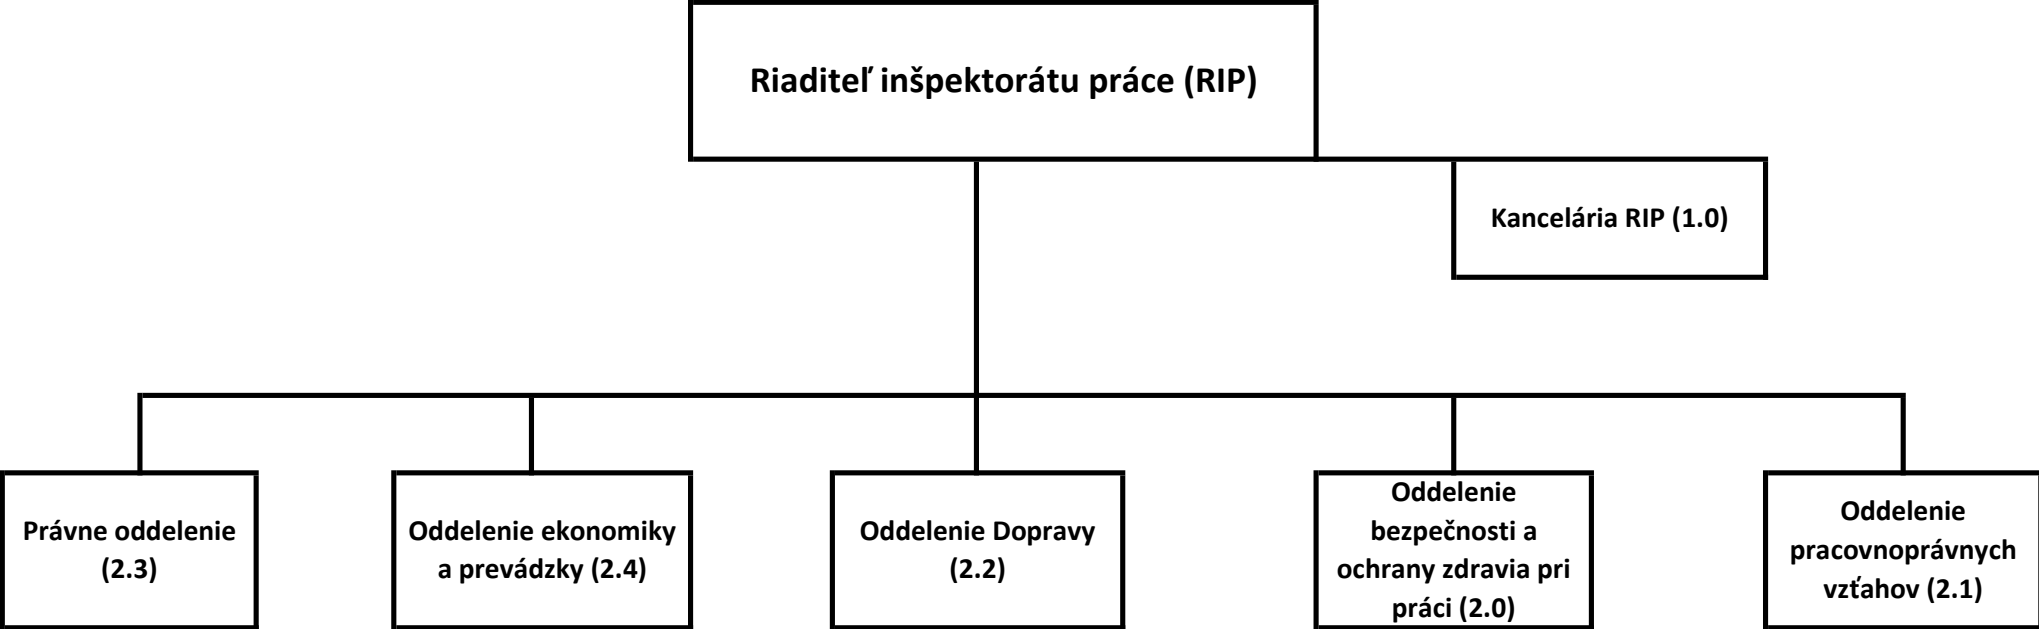 Riaditeľ inšpektorátu práce (RIP)
Kancelária RIP (1.0)
Právne oddelenie
(2.3)
Oddelenie ekonomiky
a prevádzky (2.4)
Oddelenie Dopravy
(2.2)
Oddelenie
bezpečnosti a
ochrany zdravia pri
práci (2.0)
Oddelenie
pracovnoprávnych
vzťahov (2.1)